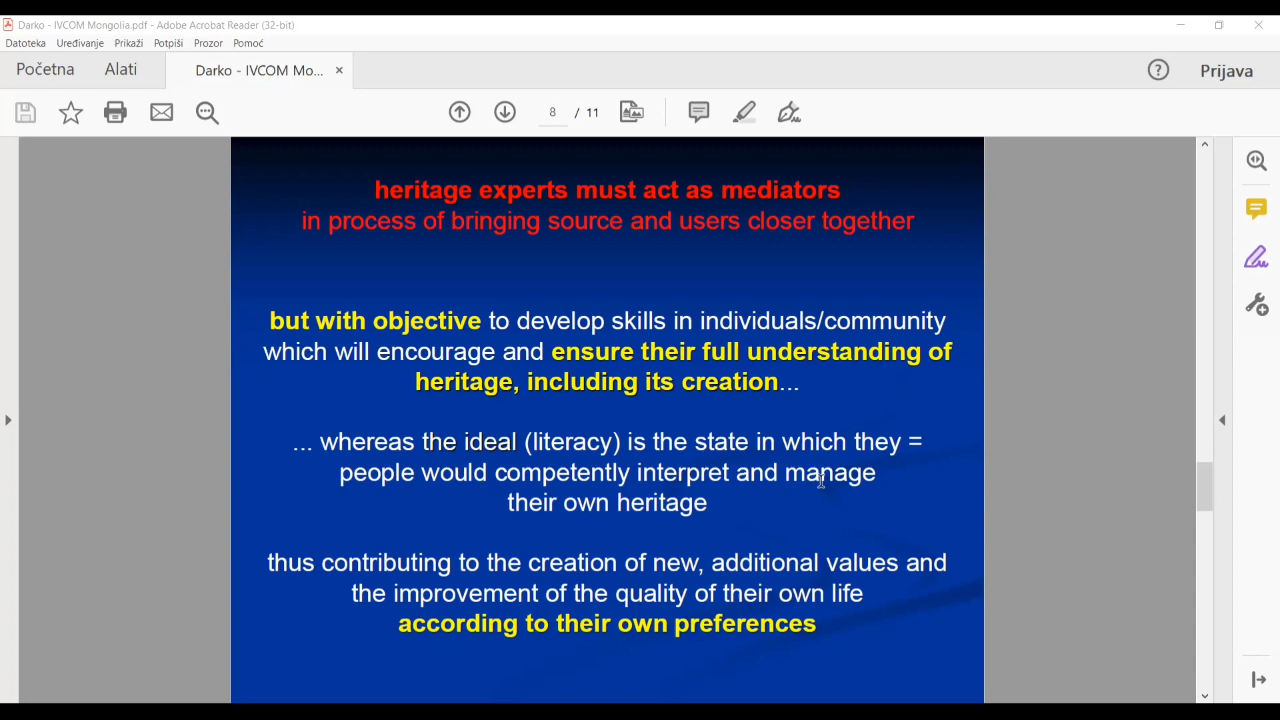 Darko - IVCOM Mongolia.pdf - Adobe Acrobat Reader (32-bit)
Datoteka Uređivanje Prikaži Potpiši Prozor Pomoć
Početna Alati Darko - IVCOM Mo... × Prijava
8 / 11
heritage experts must act as mediators
in process of bringing source and users closer together
but with objective to develop skills in individuals/community
which will encourage and ensure their full understanding of
heritage, including its creation...
... whereas the ideal (literacy) is the state in which they =
people would competently interpret and manage
their own heritage
thus contributing to the creation of new, additional values and
the improvement of the quality of their own life
according to their own preferences